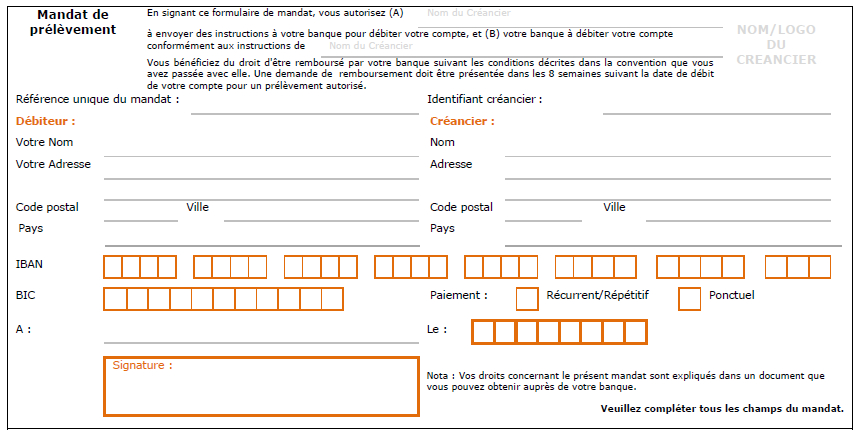 Mandat de
prélèvement
En signant ce formulaire de mandat, vous autorisez (A) Nom du Créancier
à envoyer des instructions à votre banque pour débiter votre compte, et (B) votre banque à débiter votre compte
conformément aux instructions de Nom du Créancier
Vous bénéficiez du droit d'être remboursé par votre banque suivant les conditions décrites dans la convention que vous
avez passée avec elle. Une demande de remboursement doit être présentée dans les 8 semaines suivant la date de débit
de votre compte pour un prélèvement autorisé.
NOM/LOGO
DU
CREANCIER
Référence unique du mandat : Identifiant créancier :
Débiteur : Créancier :
Votre Nom Nom
Votre Adresse Adresse
Code postal Ville Code postal Ville
Pays Pays
IBAN
BIC Paiement : Récurrent/Répétitif Ponctuel
A : Le :
Signature :
Nota : Vos droits concernant le présent mandat sont expliqués dans un document que
vous pouvez obtenir auprès de votre banque.
Veuillez compléter tous les champs du mandat.